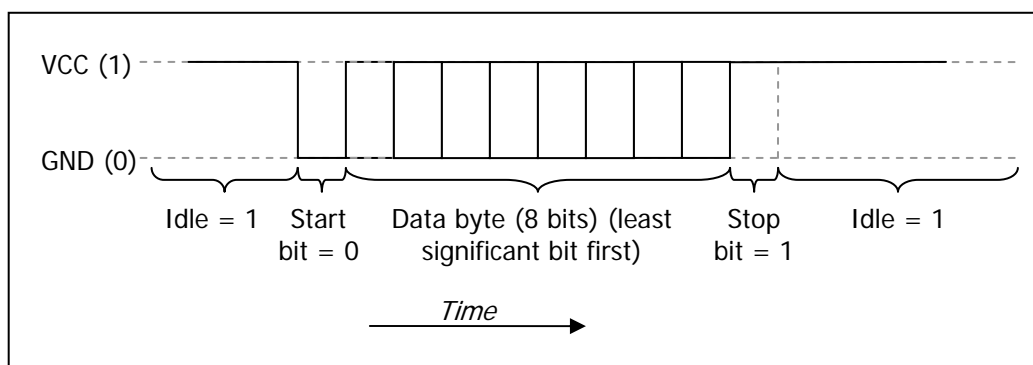 VCC (1)
GND (0)
Idle = 1
Start
bit = 0
Data byte (8 bits) (least
significant bit first)
Stop
bit = 1
Idle = 1
Time